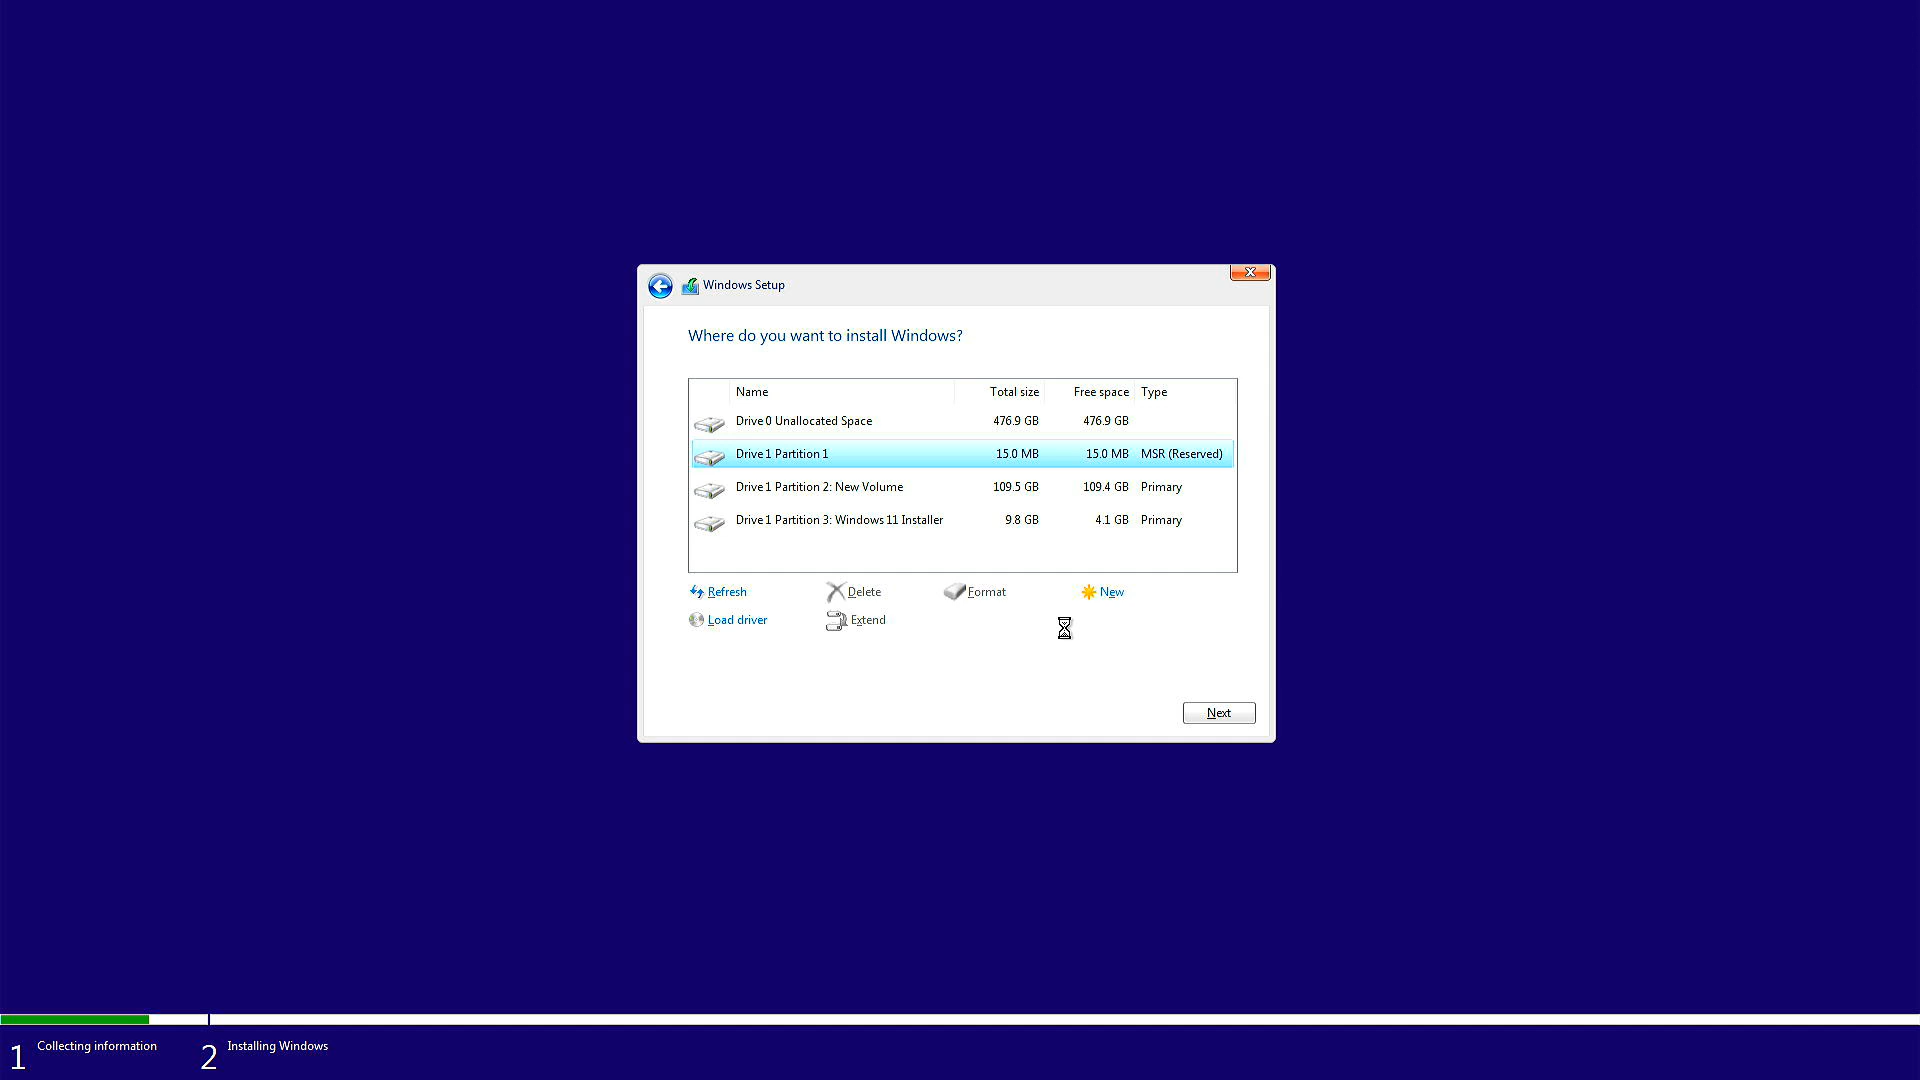 Windows Setup
Where do you want to install Windows?
Name Total size Free space Type
Drive 0 Unallocated Space 476.9 GB 476.9 GB
Drive 1 Partition 1 15.0 MB 15.0 MB MSR (Reserved)
Drive 1 Partition 2: New Volume 109.5 GB 109.4 GB Primary
Drive 1 Partition 3: Windows 11 Installer 9.8 GB 4.1 GB Primary
Refresh Delete Format New
Load driver Extend
Next
1 Collecting information 2 Installing Windows